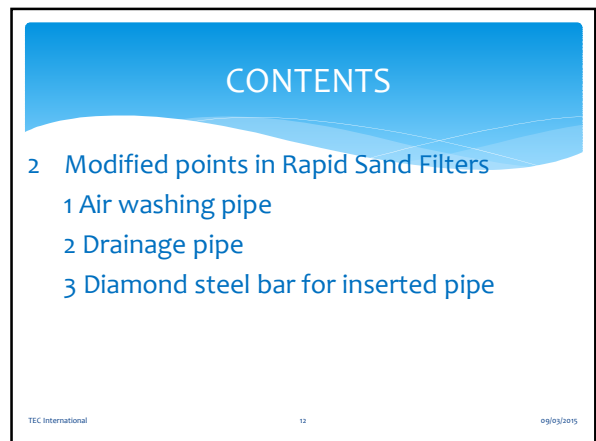 CONTENTS
2 Modified points in Rapid Sand Filters
1 Air washing pipe
2 Drainage pipe
3 Diamond steel bar for inserted pipe
TEC International 12 09/03/2015